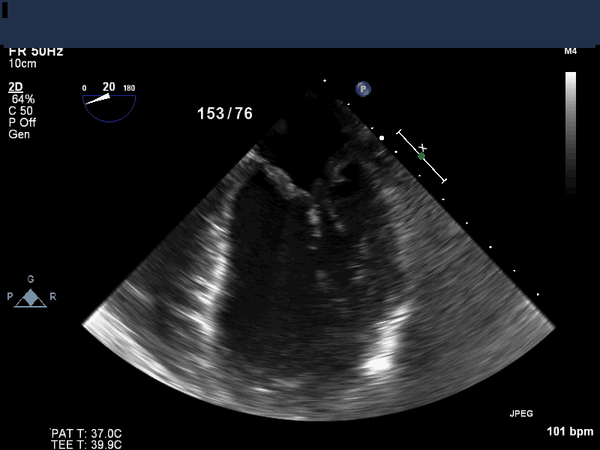 FR 50Hz
10cm
M4
2D
64%
C 50
P Off
Gen
0 20 180
P
153/76
x
G
P R
JPEG
PAT T: 37.0C
TEE T: 39.9C
101 bpm